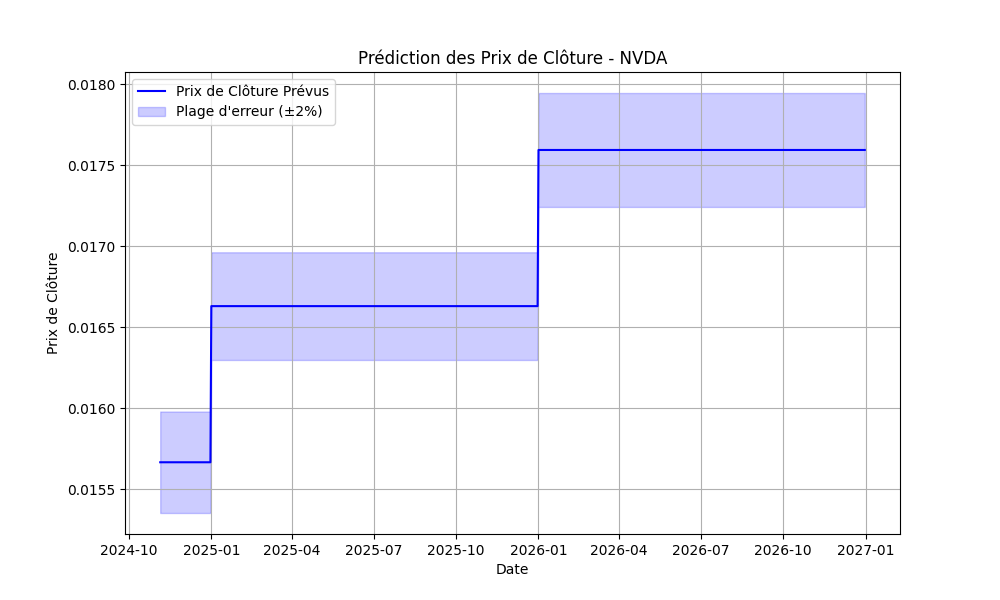 Prédiction des Prix de Clôture - NVDA
Prix de Clôture Prévus
Plage d'erreur (±2%)
Prix de Clôture
0.0180
0.0175
0.0170
0.0165
0.0160
0.0155
2024-10 2025-01 2025-04 2025-07 2025-10 2026-01 2026-04 2026-07 2026-10 2027-01
Date